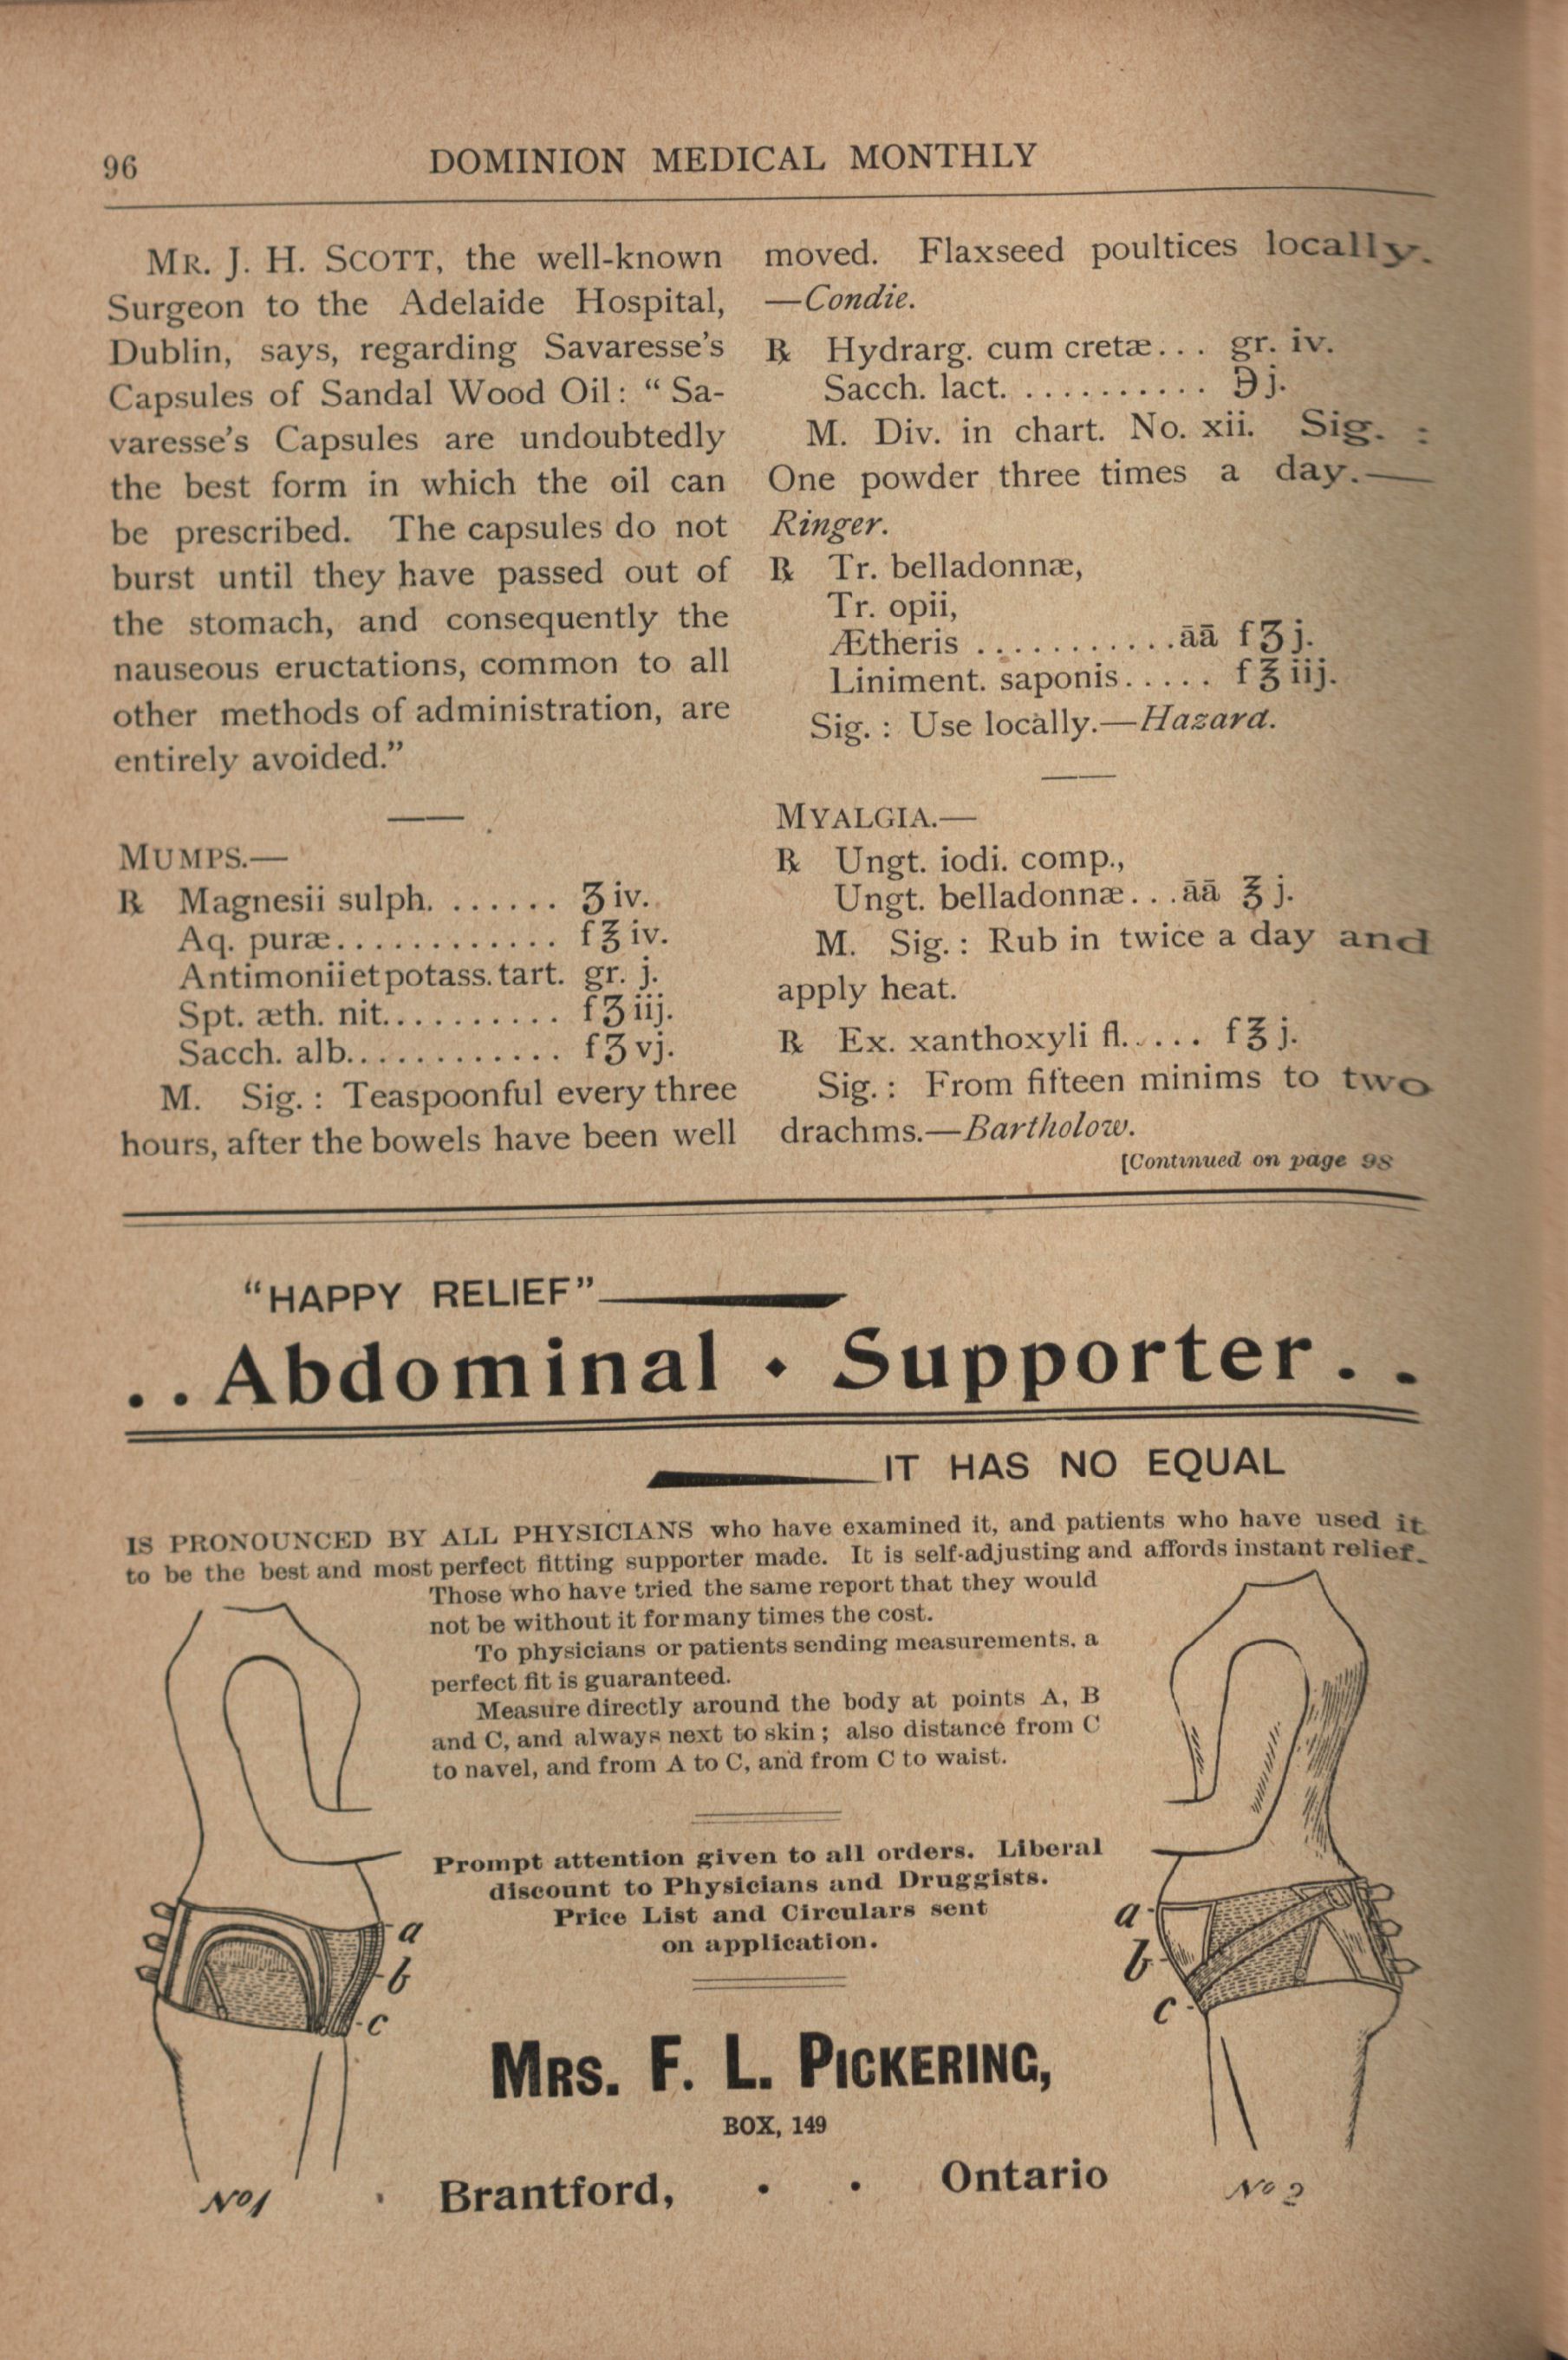 96
DOMINION MEDICAL MONTHLY
MR. J. H. SCOTT, the well-known
Surgeon to the Adelaide Hospital,
Dublin, says, regarding Savaresse's
Capsules of Sandal Wood Oil: “ Sa-
varesse's Capsules are undoubtedly
the best form in which the oil can
be prescribed. The capsules do not
burst until they have passed out of
the stomach, and consequently the
nauseous eructations, common to all
other methods of administration, are
entirely avoided.”
MUMPS.—
℞ Magnesii sulph. ...... ʒ iv.
Aq. puræ............ f ℥ iv.
Antimonii et potass. tart. gr. j.
Spt. æth. nit.......... f ʒ iij.
Sacch. alb............ f ʒ vj.
M. Sig. : Teaspoonful every three
hours, after the bowels have been well
moved. Flaxseed poultices locally.
—Condie.
℞ Hydrarg. cum cretæ... gr. iv.
Sacch. lact. .......... ℈ j.
M. Div. in chart. No. xii. Sig. :
One powder three times a day.—
Ringer.
℞ Tr. belladonnæ,
Tr. opii,
Ætheris ...........āā f ʒ j.
Liniment. saponis..... f ℥ iij.
Sig. : Use locally.—Hazard.
MYALGIA.—
℞ Ungt. iodi. comp.,
Ungt. belladonnæ...āā ℥ j.
M. Sig. : Rub in twice a day and
apply heat.
℞ Ex. xanthoxyli fl..... f ℥ j.
Sig. : From fifteen minims to two
drachms.—Bartholow.
[Continued on page 98
“HAPPY RELIEF”
..Abdominal · Supporter..
IT HAS NO EQUAL
IS PRONOUNCED BY ALL PHYSICIANS who have examined it, and patients who have used it
to be the best and most perfect fitting supporter made. It is self-adjusting and affords instant relief.
Those who have tried the same report that they would
not be without it for many times the cost.
To physicians or patients sending measurements, a
perfect fit is guaranteed.
Measure directly around the body at points A, B
and C, and always next to skin ; also distance from C
to navel, and from A to C, and from C to waist.
Prompt attention given to all orders. Liberal
discount to Physicians and Druggists.
Price List and Circulars sent
on application.
a
b
c
a
b
c
MRS. F. L. PICKERING,
BOX, 149
Brantford, · · Ontario
No1
No 2